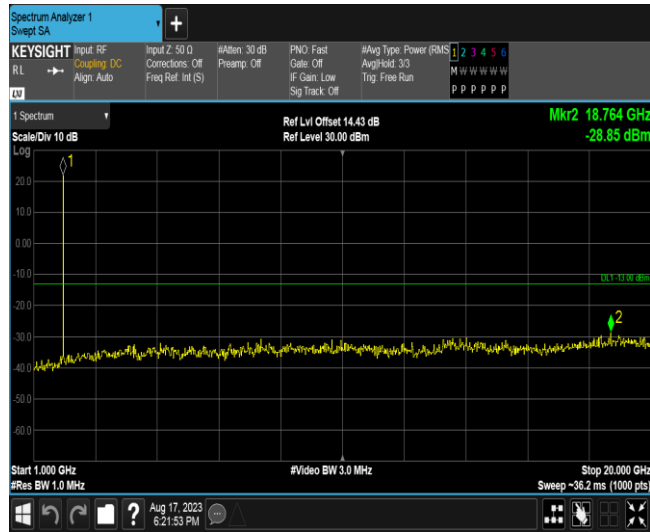 Spectrum Analyzer 1
Swept SA
+
KEYSIGHT
RL
LXI
Input: RF
Coupling: DC
Align: Auto
Input Z: 50 Ω
Corrections: Off
Freq Ref: Int (S)
#Atten: 30 dB
Preamp: Off
PNO: Fast
Gate: Off
IF Gain: Low
Sig Track: Off
#Avg Type: Power (RMS
Avg|Hold: 3/3
Trig: Free Run
1 2 3 4 5 6
M W W W W W
P P P P P P
1 Spectrum
Scale/Div 10 dB
Log
Ref Lvl Offset 14.43 dB
Ref Level 30.00 dBm
Mkr2 18.764 GHz
-28.85 dBm
1
20.0
10.0
0.00
-10.0
DL1 -13.00 dBm
-20.0
2
-30.0
-40.0
-50.0
-60.0
Start 1.000 GHz
#Res BW 1.0 MHz
#Video BW 3.0 MHz
Stop 20.000 GHz
Sweep ~36.2 ms (1000 pts)
?
Aug 17, 2023
6:21:53 PM